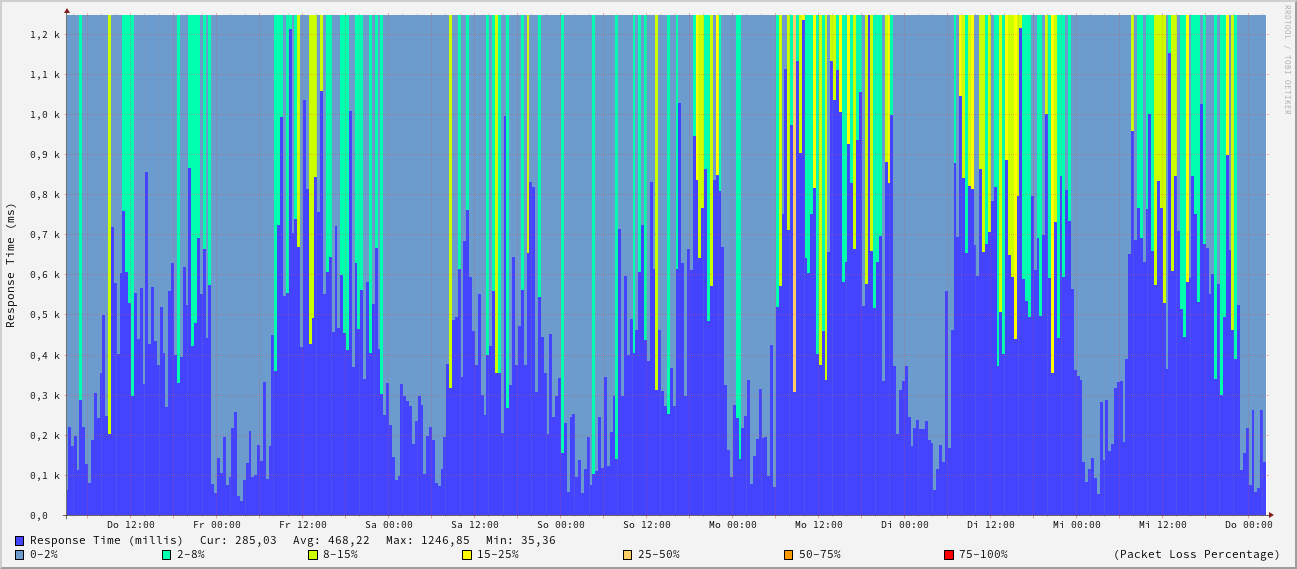 RRDTOOL / TOBI OETIKER
Response Time (ms)
1,2 k
1,1 k
1,0 k
0,9 k
0,8 k
0,7 k
0,6 k
0,5 k
0,4 k
0,3 k
0,2 k
0,1 k
0,0
Do 12:00 Fr 00:00 Fr 12:00 Sa 00:00 Sa 12:00 So 00:00 So 12:00 Mo 00:00 Mo 12:00 Di 00:00 Di 12:00 Mi 00:00 Mi 12:00 Do 00:00
Response Time (millis) Cur: 285,03 Avg: 468,22 Max: 1246,85 Min: 35,36
0-2% 2-8% 8-15% 15-25% 25-50% 50-75% 75-100% (Packet Loss Percentage)